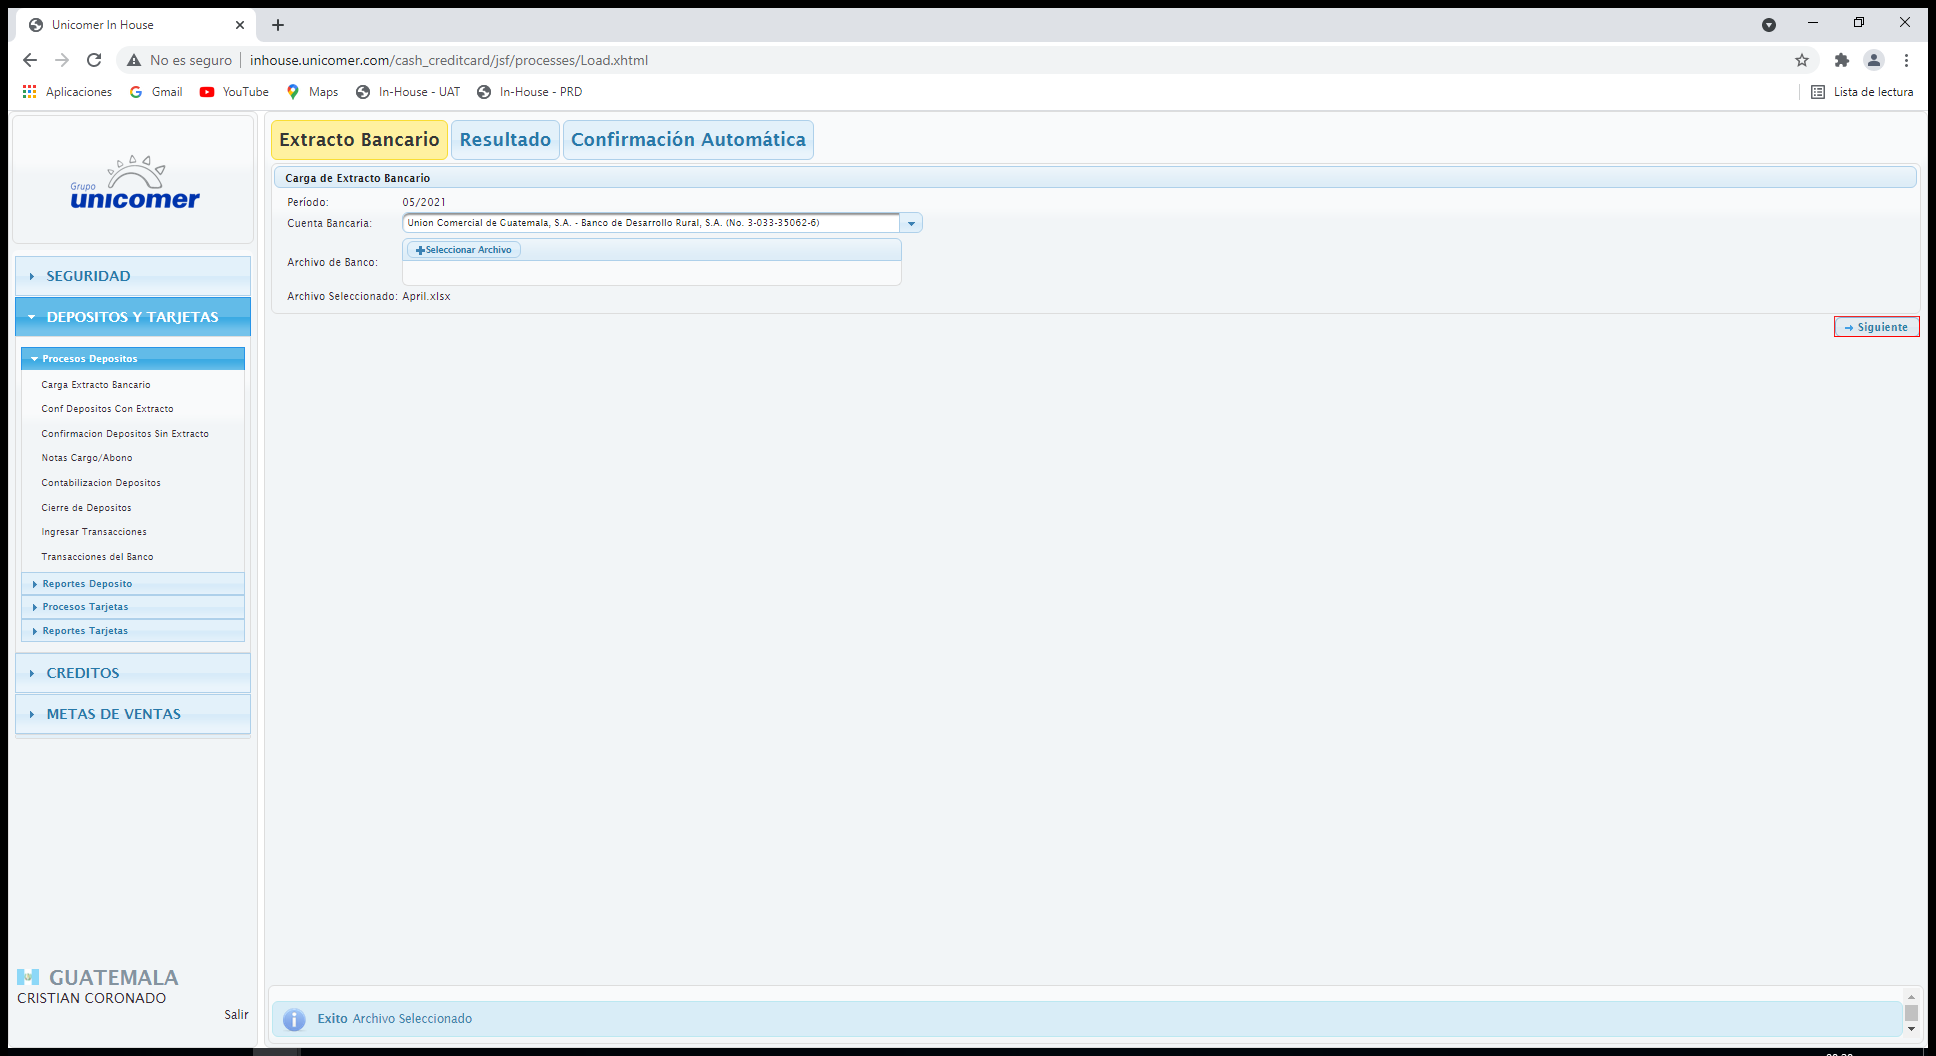 Unicomer In House
No es seguro inhouse.unicomer.com/cash_creditcard/jsf/processes/Load.xhtml
Aplicaciones Gmail YouTube Maps In-House - UAT In-House - PRD Lista de lectura
Grupo
unicomer
SEGURIDAD
DEPOSITOS Y TARJETAS
Procesos Depositos
Carga Extracto Bancario
Conf Depositos Con Extracto
Confirmacion Depositos Sin Extracto
Notas Cargo/Abono
Contabilizacion Depositos
Cierre de Depositos
Ingresar Transacciones
Transacciones del Banco
Reportes Deposito
Procesos Tarjetas
Reportes Tarjetas
CREDITOS
METAS DE VENTAS
GUATEMALA
CRISTIAN CORONADO
Salir
Extracto Bancario Resultado Confirmación Automática
Carga de Extracto Bancario
Período: 05/2021
Cuenta Bancaria: Union Comercial de Guatemala, S.A. - Banco de Desarrollo Rural, S.A. (No. 3-033-35062-6)
Seleccionar Archivo
Archivo de Banco:
Archivo Seleccionado: April.xlsx
Siguiente
Exito Archivo Seleccionado